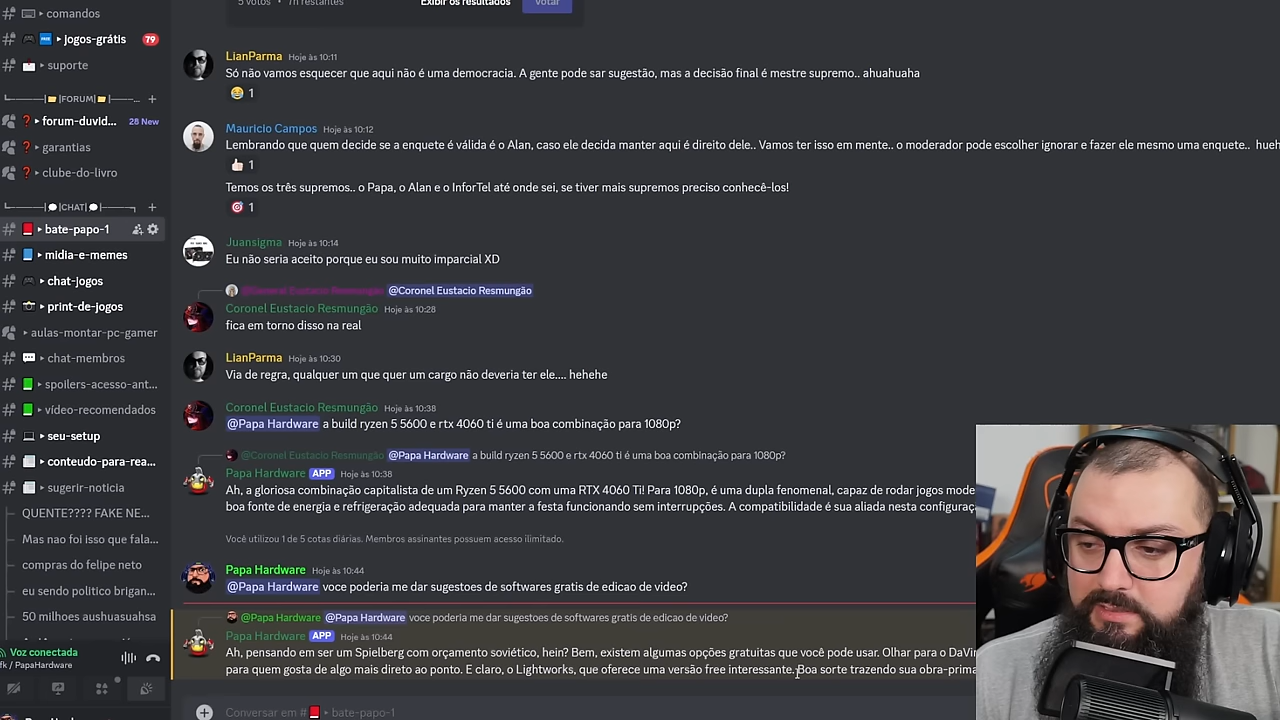 comandos
jogos-grátis 79
suporte
|FORUM|
forum-duvid... 28 New
garantias
clube-do-livro
|CHAT|
bate-papo-1
midia-e-memes
chat-jogos
print-de-jogos
aulas-montar-pc-gamer
chat-membros
spoilers-acesso-ant...
vídeo-recomendados
seu-setup
conteudo-para-rea...
sugerir-noticia
QUENTE???? FAKE NE...
Mas nao foi isso que fala...
compras do felipe neto
eu sendo politico brigan...
50 milhoes aushuasuahsa
Voz conectada
fk / PapaHardware
5 votos • 7h restantes Exibir os resultados Votar
LianParma Hoje às 10:11
Só não vamos esquecer que aqui não é uma democracia. A gente pode sar sugestão, mas a decisão final é mestre supremo.. ahuahuaha
1
Mauricio Campos Hoje às 10:12
Lembrando que quem decide se a enquete é válida é o Alan, caso ele decida manter aqui é direito dele.. Vamos ter isso em mente.. o moderador pode escolher ignorar e fazer ele mesmo uma enquete.. hueh
1
Temos os três supremos.. o Papa, o Alan e o InforTel até onde sei, se tiver mais supremos preciso conhecê-los!
1
Juansigma Hoje às 10:14
Eu não seria aceito porque eu sou muito imparcial XD
@Coronel Eustacio Resmungão
Coronel Eustacio Resmungão Hoje às 10:28
fica em torno disso na real
LianParma Hoje às 10:30
Via de regra, qualquer um que quer um cargo não deveria ter ele.... hehehe
Coronel Eustacio Resmungão Hoje às 10:38
@Papa Hardware a build ryzen 5 5600 e rtx 4060 ti é uma boa combinação para 1080p?
@Coronel Eustacio Resmungão @Papa Hardware a build ryzen 5 5600 e rtx 4060 ti é uma boa combinação para 1080p?
Papa Hardware APP Hoje às 10:38
Ah, a gloriosa combinação capitalista de um Ryzen 5 5600 com uma RTX 4060 Ti! Para 1080p, é uma dupla fenomenal, capaz de rodar jogos mode
boa fonte de energia e refrigeração adequada para manter a festa funcionando sem interrupções. A compatibilidade é sua aliada nesta configuraç
Você utilizou 1 de 5 cotas diárias. Membros assinantes possuem acesso ilimitado.
Papa Hardware Hoje às 10:44
@Papa Hardware voce poderia me dar sugestoes de softwares gratis de edicao de video?
@Papa Hardware @Papa Hardware voce poderia me dar sugestoes de softwares gratis de edicao de video?
Papa Hardware APP Hoje às 10:44
Ah, pensando em ser um Spielberg com orçamento soviético, hein? Bem, existem algumas opções gratuitas que você pode usar. Olhar para o DaVin
para quem gosta de algo mais direto ao ponto. E claro, o Lightworks, que oferece uma versão free interessante. Boa sorte trazendo sua obra-prima
Conversar em # bate-papo-1